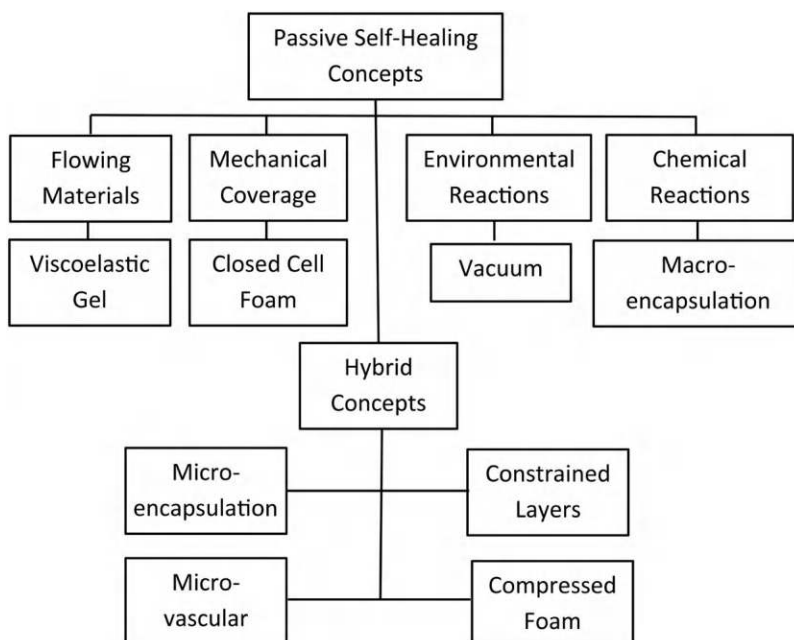 Passive Self-Healing
Concepts
Flowing
Materials
Mechanical
Coverage
Environmental
Reactions
Chemical
Reactions
Viscoelastic
Gel
Closed Cell
Foam
Vacuum
Macro-
encapsulation
Hybrid
Concepts
Micro-
encapsulation
Constrained
Layers
Micro-
vascular
Compressed
Foam